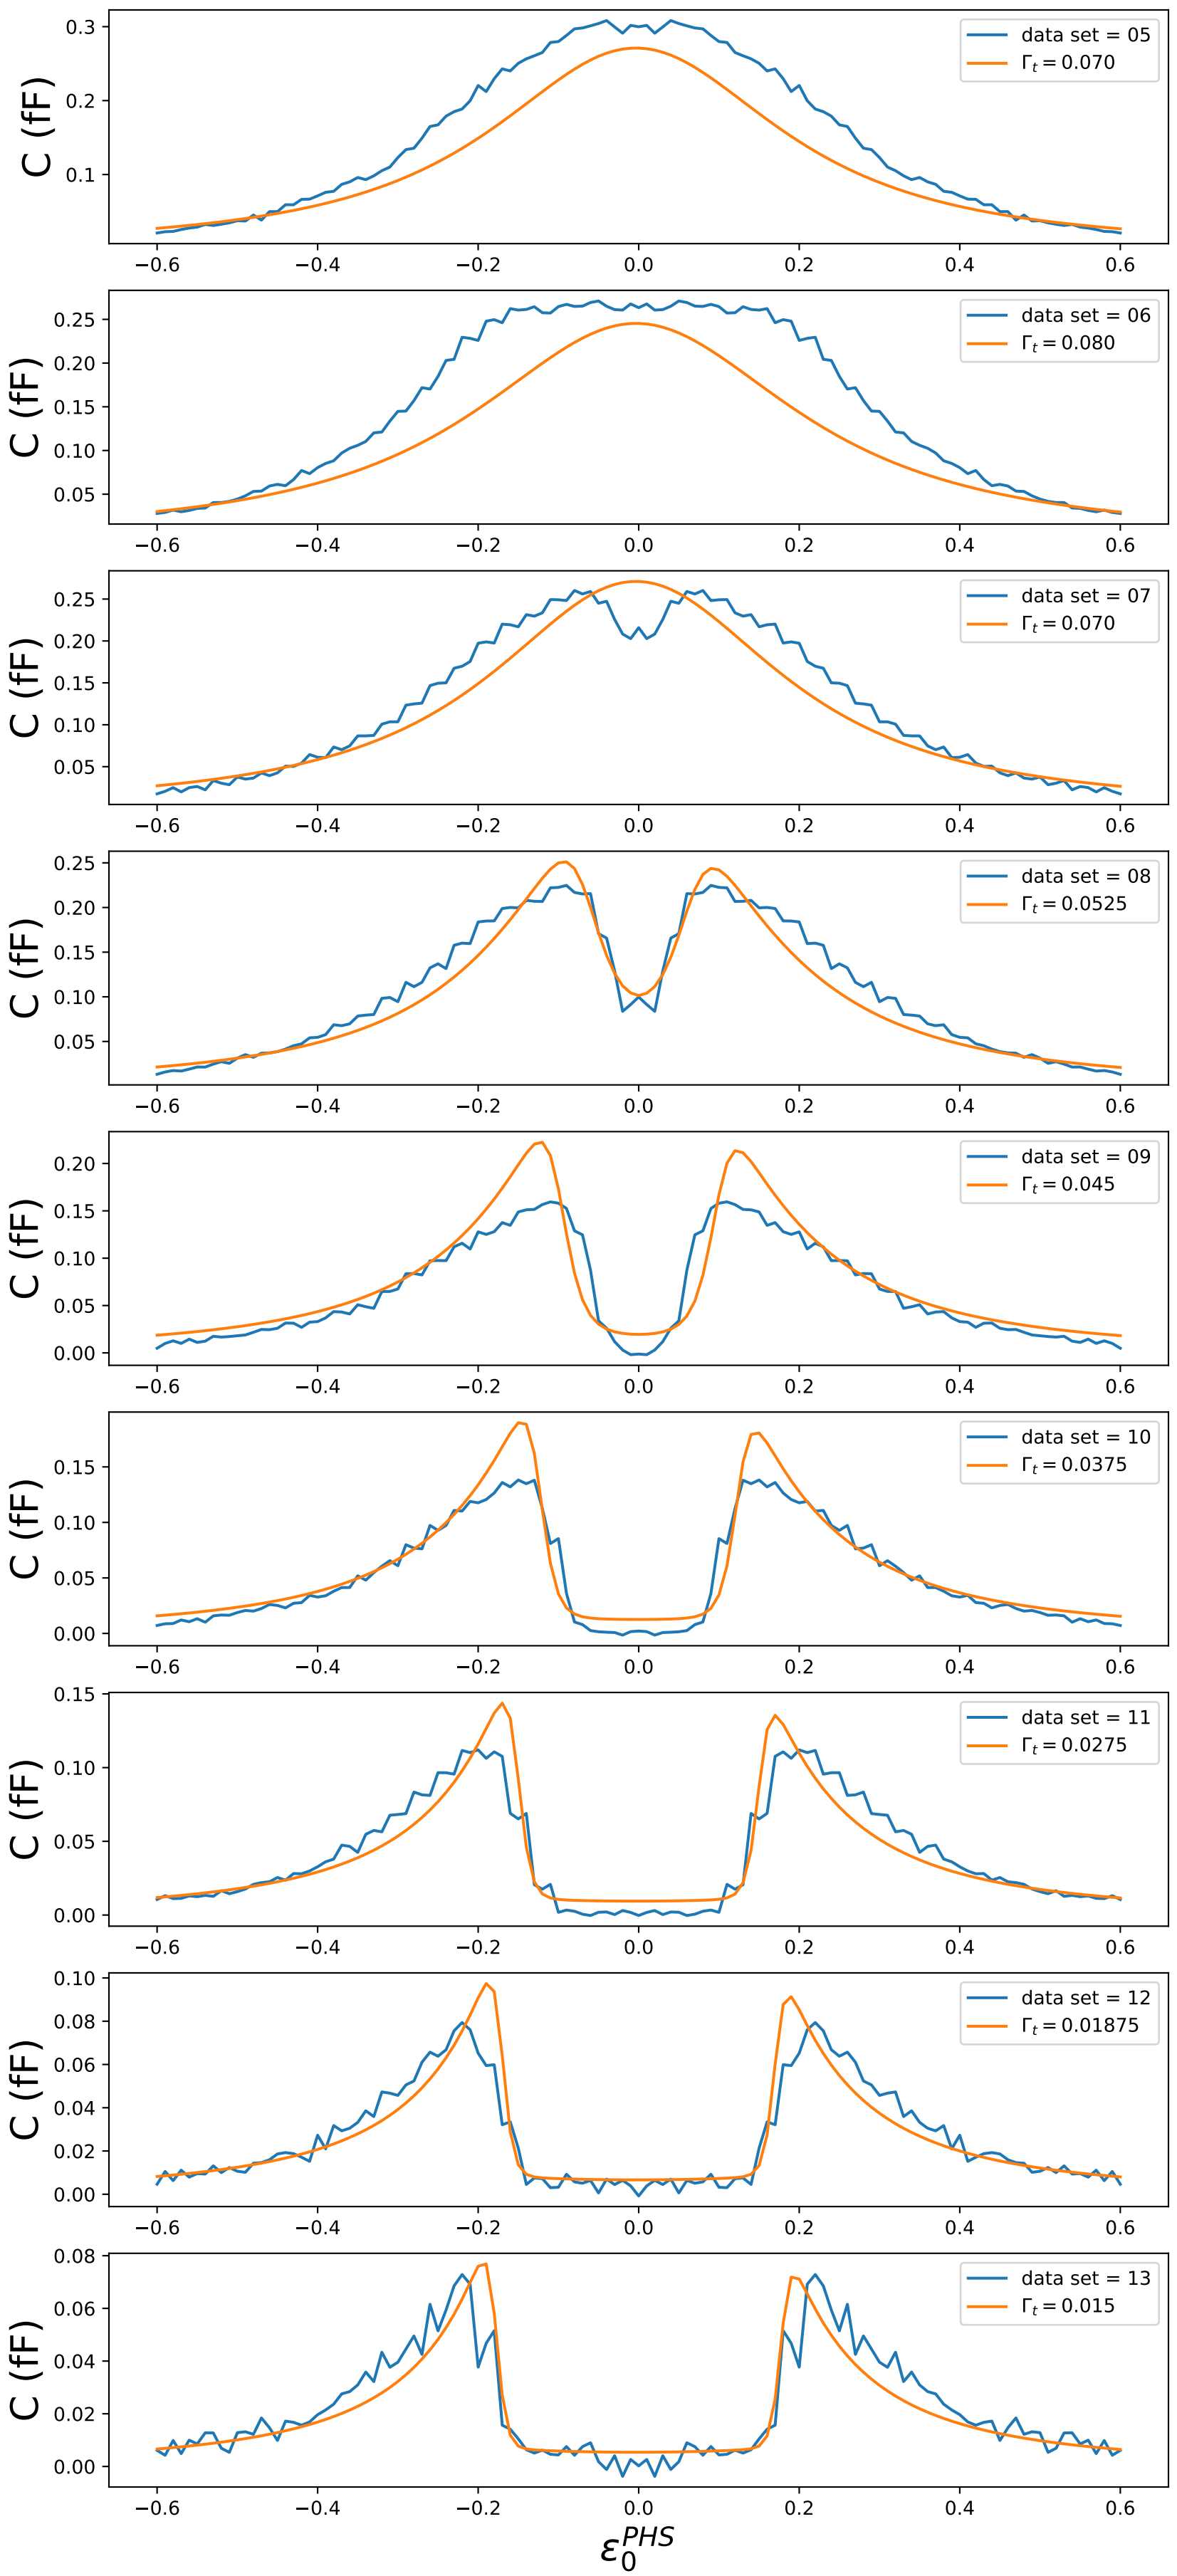 C (fF)
0.3
0.2
0.1
data set = 05
Γt = 0.070
−0.6 −0.4 −0.2 0.0 0.2 0.4 0.6
C (fF)
0.25
0.20
0.15
0.10
0.05
data set = 06
Γt = 0.080
−0.6 −0.4 −0.2 0.0 0.2 0.4 0.6
C (fF)
0.25
0.20
0.15
0.10
0.05
data set = 07
Γt = 0.070
−0.6 −0.4 −0.2 0.0 0.2 0.4 0.6
C (fF)
0.25
0.20
0.15
0.10
0.05
data set = 08
Γt = 0.0525
−0.6 −0.4 −0.2 0.0 0.2 0.4 0.6
C (fF)
0.20
0.15
0.10
0.05
0.00
data set = 09
Γt = 0.045
−0.6 −0.4 −0.2 0.0 0.2 0.4 0.6
C (fF)
0.15
0.10
0.05
0.00
data set = 10
Γt = 0.0375
−0.6 −0.4 −0.2 0.0 0.2 0.4 0.6
C (fF)
0.15
0.10
0.05
0.00
data set = 11
Γt = 0.0275
−0.6 −0.4 −0.2 0.0 0.2 0.4 0.6
C (fF)
0.10
0.08
0.06
0.04
0.02
0.00
data set = 12
Γt = 0.01875
−0.6 −0.4 −0.2 0.0 0.2 0.4 0.6
C (fF)
0.08
0.06
0.04
0.02
0.00
data set = 13
Γt = 0.015
−0.6 −0.4 −0.2 0.0 0.2 0.4 0.6
ε0PHS